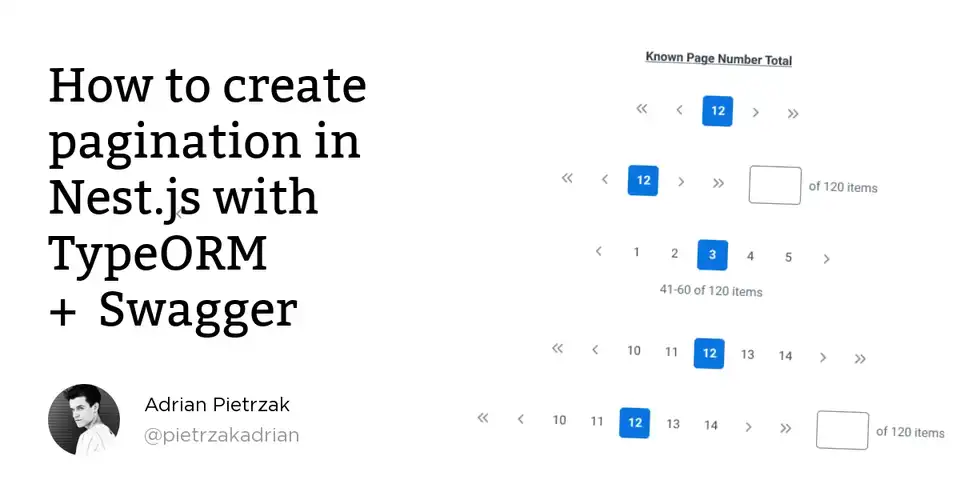 How to create
pagination in
Nest.js with
TypeORM
+ Swagger
Adrian Pietrzak
@pietrzakadrian
Known Page Number Total
« < 12 > »
« < 12 > » of 120 items
< 1 2 3 4 5 >
41-60 of 120 items
« < 10 11 12 13 14 > »
« < 10 11 12 13 14 > » of 120 items